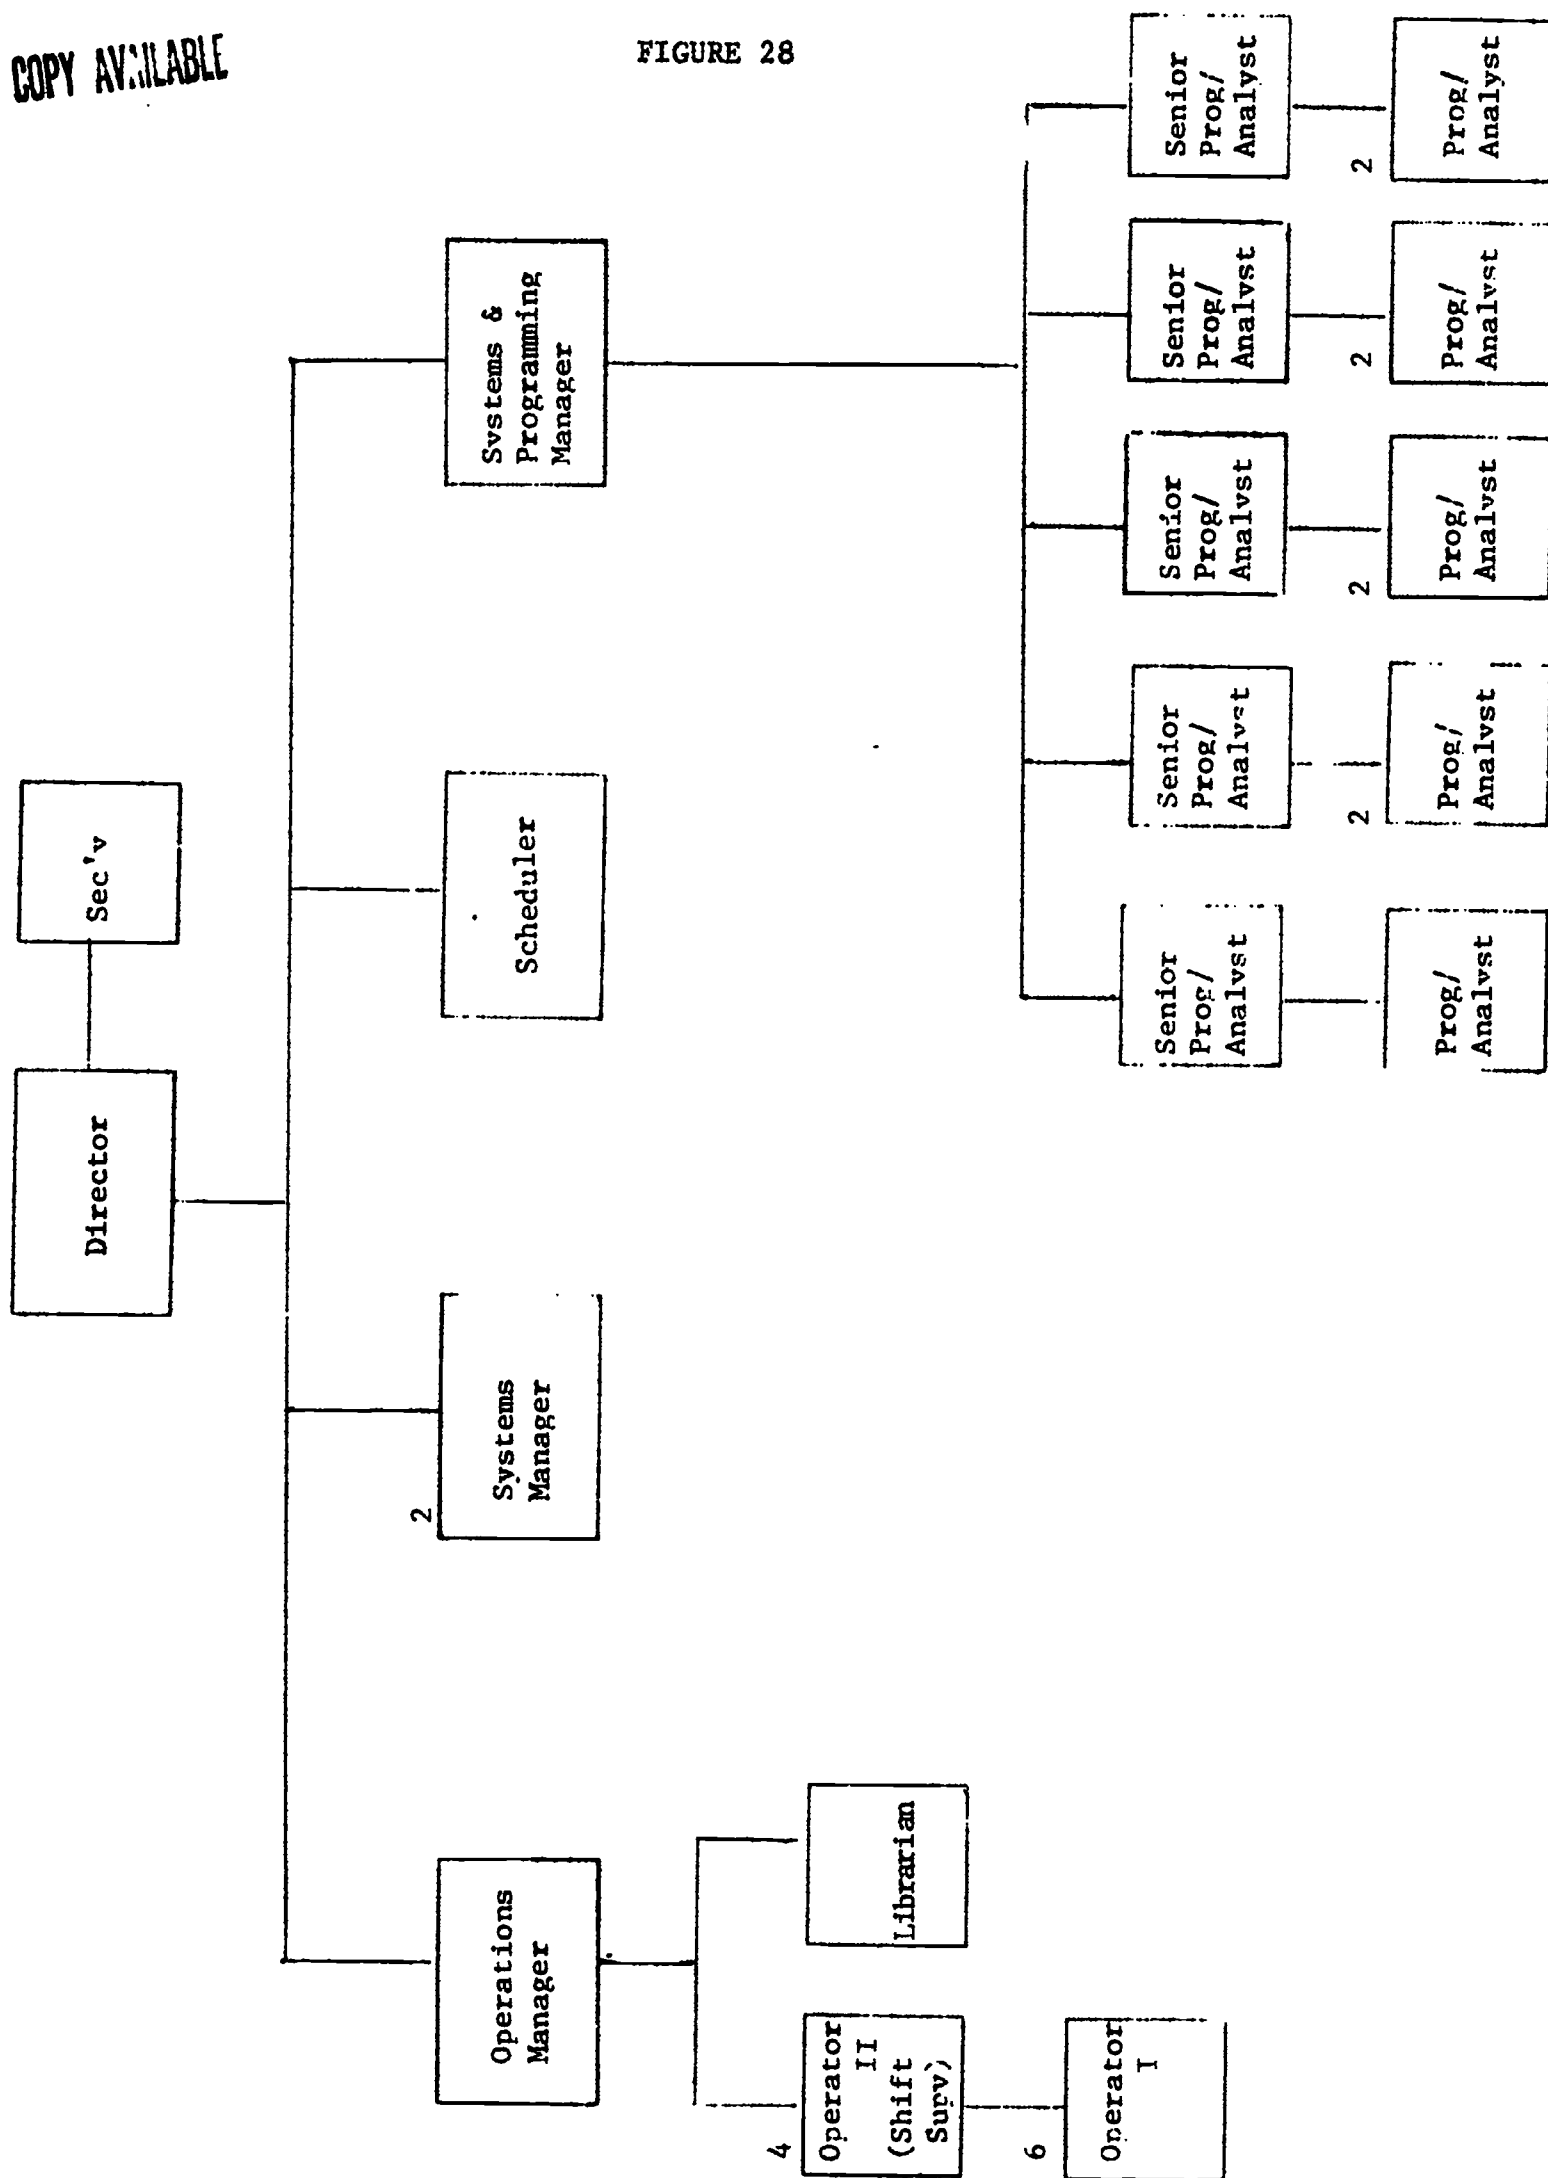 COPY AVAILABLE
FIGURE 28
Director
Sec'y
Operations
Manager
2
Systems
Manager
Scheduler
Systems &
Programming
Manager
4
Operator
II
(Shift
Supv)
Librarian
6
Operator
I
Senior
Prog/
Analyst
Senior
Prog/
Analyst
Senior
Prog/
Analyst
Senior
Prog/
Analyst
Senior
Prog/
Analyst
Prog/
Analyst
2
Prog/
Analyst
2
Prog/
Analyst
2
Prog/
Analyst
2
Prog/
Analyst